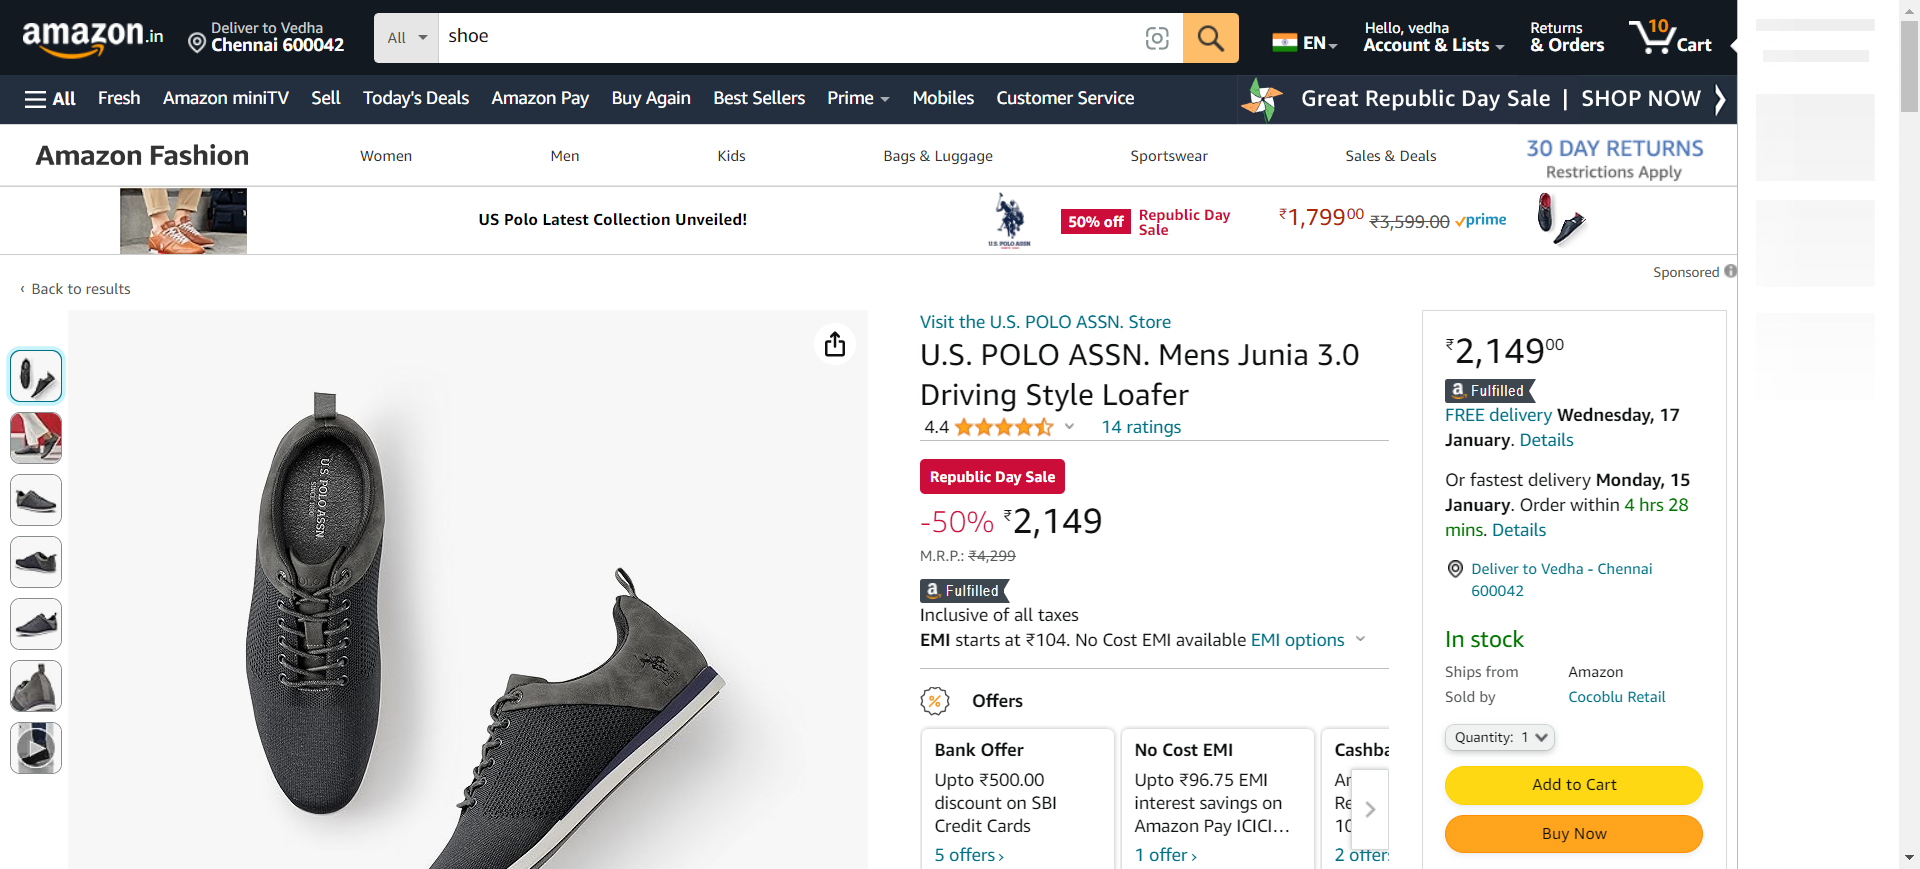 amazon.in
Deliver to Vedha
Chennai 600042
All
shoe
EN
Hello, vedha
Account & Lists
Returns
& Orders
10
Cart
All
Fresh
Amazon miniTV
Sell
Today's Deals
Amazon Pay
Buy Again
Best Sellers
Prime
Mobiles
Customer Service
Great Republic Day Sale | SHOP NOW
Amazon Fashion
Women
Men
Kids
Bags & Luggage
Sportswear
Sales & Deals
30 DAY RETURNS
Restrictions Apply
US Polo Latest Collection Unveiled!
U.S. POLO ASSN
50% off
Republic Day
Sale
₹1,79900 ₹3,599.00 prime
Sponsored
‹ Back to results
U.S. POLO ASSN.
Visit the U.S. POLO ASSN. Store
U.S. POLO ASSN. Mens Junia 3.0
Driving Style Loafer
4.4
14 ratings
Republic Day Sale
-50% ₹2,149
M.R.P.: ₹4,299
a Fulfilled
Inclusive of all taxes
EMI starts at ₹104. No Cost EMI available EMI options
% Offers
Bank Offer
Upto ₹500.00
discount on SBI
Credit Cards
5 offers ›
No Cost EMI
Upto ₹96.75 EMI
interest savings on
Amazon Pay ICICI…
1 offer ›
Cashba
2 offers
₹2,14900
a Fulfilled
FREE delivery Wednesday, 17
January. Details
Or fastest delivery Monday, 15
January. Order within 4 hrs 28
mins. Details
Deliver to Vedha - Chennai
600042
In stock
Ships from Amazon
Sold by Cocoblu Retail
Quantity: 1
Add to Cart
Buy Now